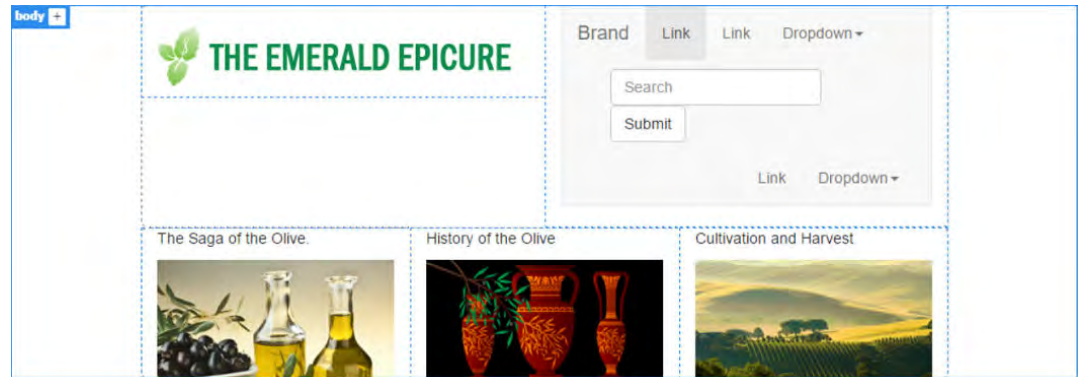 body +
THE EMERALD EPICURE
Brand Link Link Dropdown
Search
Submit
Link Dropdown
The Saga of the Olive.
History of the Olive
Cultivation and Harvest